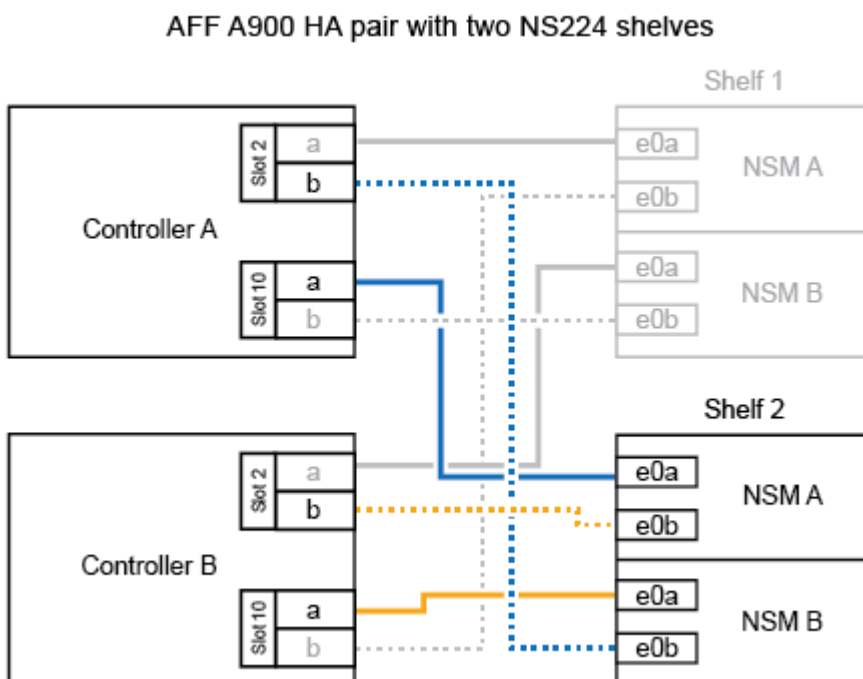 AFF A900 HA pair with two NS224 shelves
Shelf 1
Controller A
Slot 2
a
b
Slot 10
a
b
e0a
e0b
NSM A
e0a
e0b
NSM B
Shelf 2
Controller B
Slot 2
a
b
Slot 10
a
b
e0a
e0b
NSM A
e0a
e0b
NSM B